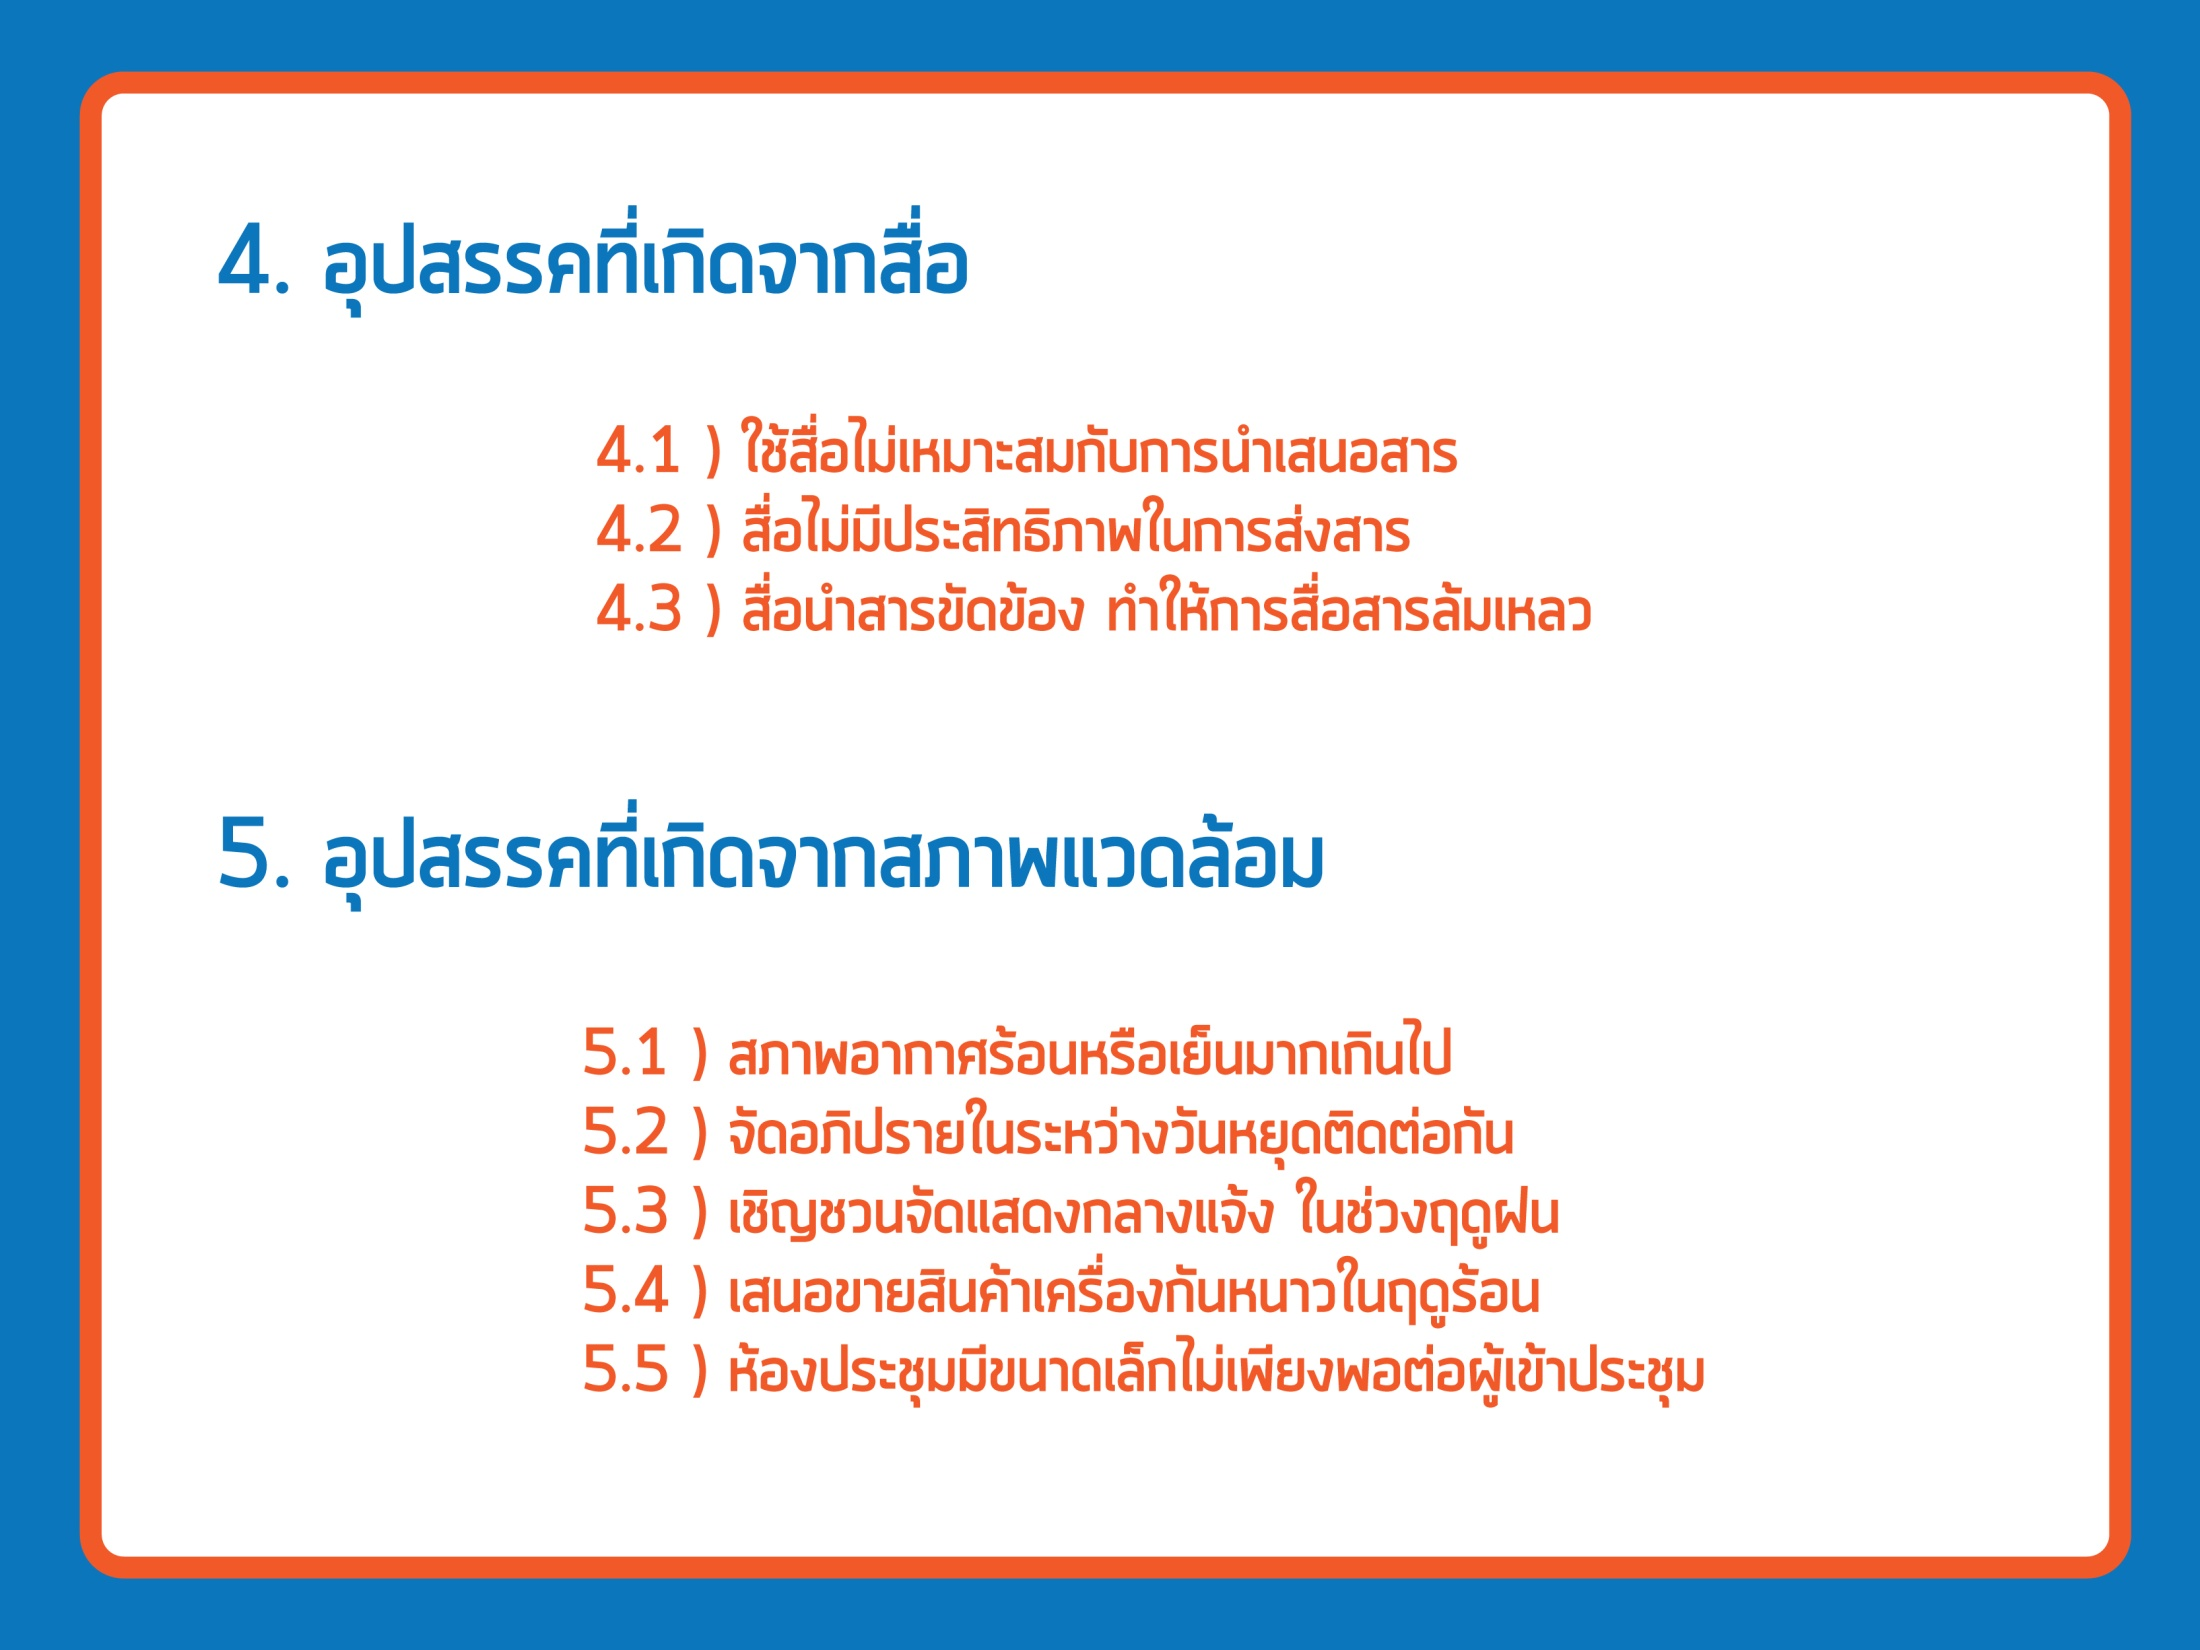 4. อุปสรรคที่เกิดจากสื่อ
4.1 ) ใช้สื่อไม่เหมาะสมกับการนำเสนอสาร
4.2 ) สื่อไม่มีประสิทธิภาพในการส่งสาร
4.3 ) สื่อนำสารขัดข้อง ทำให้การสื่อสารล้มเหลว
5. อุปสรรคที่เกิดจากสภาพแวดล้อม
5.1 ) สภาพอากาศร้อนหรือเย็นมากเกินไป
5.2 ) จัดอภิปรายในระหว่างวันหยุดติดต่อกัน
5.3 ) เชิญชวนจัดแสดงกลางแจ้ง ในช่วงฤดูฝน
5.4 ) เสนอขายสินค้าเครื่องกันหนาวในฤดูร้อน
5.5 ) ห้องประชุมมีขนาดเล็กไม่เพียงพอต่อผู้เข้าประชุม